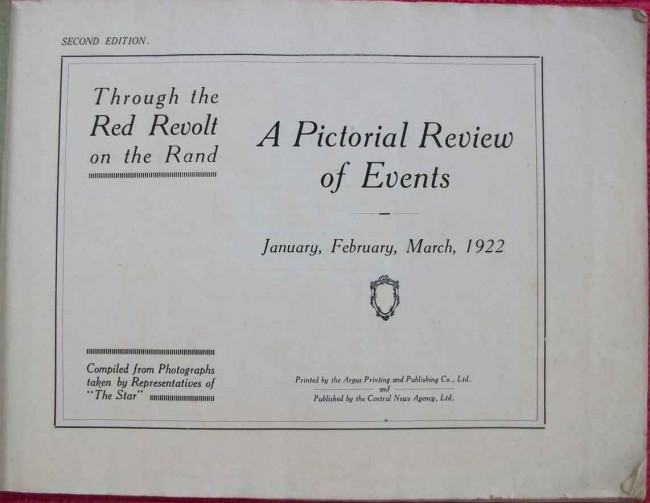 SECOND EDITION.
Through the
Red Revolt
on the Rand
A Pictorial Review
of Events
January, February, March, 1922
Compiled from Photographs
taken by Representatives of
"The Star"
Printed by the Argus Printing and Publishing Co., Ltd.
and
Published by the Central News Agency, Ltd.